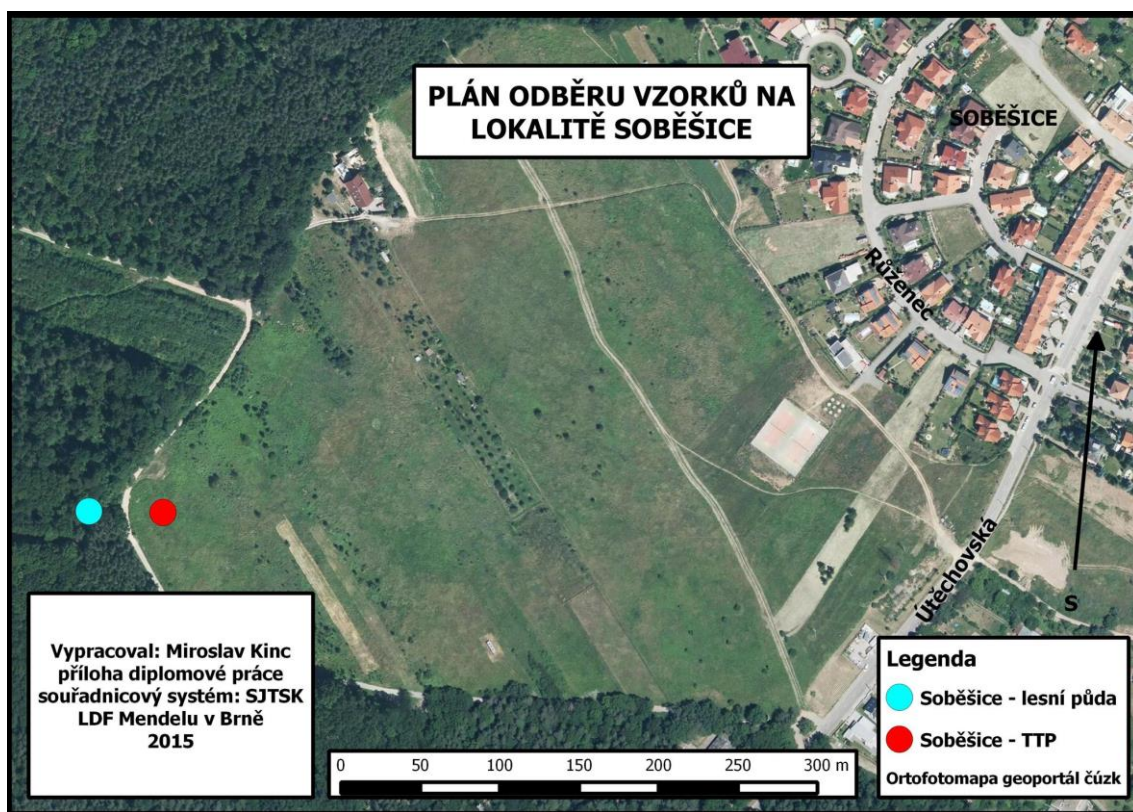 PLÁN ODBĚRU VZORKŮ NA
LOKALITĚ SOBĚŠICE
SOBĚŠICE
Růženec
Útěchovská
S
Vypracoval: Miroslav Kinc
příloha diplomové práce
souřadnicový systém: SJTSK
LDF Mendelu v Brně
2015
0 50 100 150 200 250 300 m
Legenda
Soběšice - lesní půda
Soběšice - TTP
Ortofotomapa geoportál čúzk